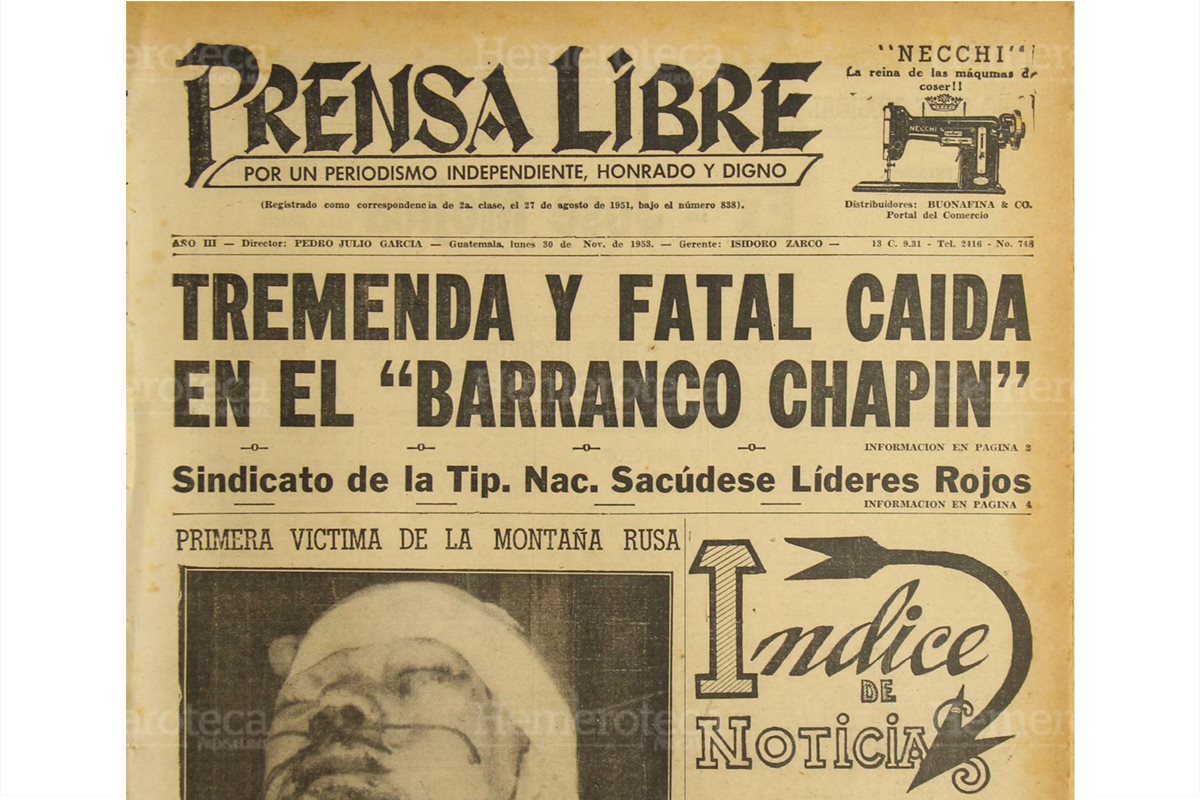 PRENSA LIBRE
POR UN PERIODISMO INDEPENDIENTE, HONRADO Y DIGNO
(Registrado como correspondencia de 2a. clase, el 27 de agosto de 1951, bajo el número 838).
"NECCHI"
La reina de las máquinas de
coser!!
NECCHI
Distribuidores: BUONAFINA & CO.
Portal del Comercio
AÑO III — Director: PEDRO JULIO GARCIA — Guatemala, lunes 30 de Nov. de 1953. — Gerente: ISIDORO ZARCO — 13 C. 9.31 - Tel. 2416 - No. 748
TREMENDA Y FATAL CAIDA
EN EL "BARRANCO CHAPIN"
INFORMACION EN PAGINA 2
Sindicato de la Tip. Nac. Sacúdese Líderes Rojos
INFORMACION EN PAGINA 4
PRIMERA VICTIMA DE LA MONTAÑA RUSA
Indice
DE
NOTICIAS
Hemeroteca
PRENSA LIBRE